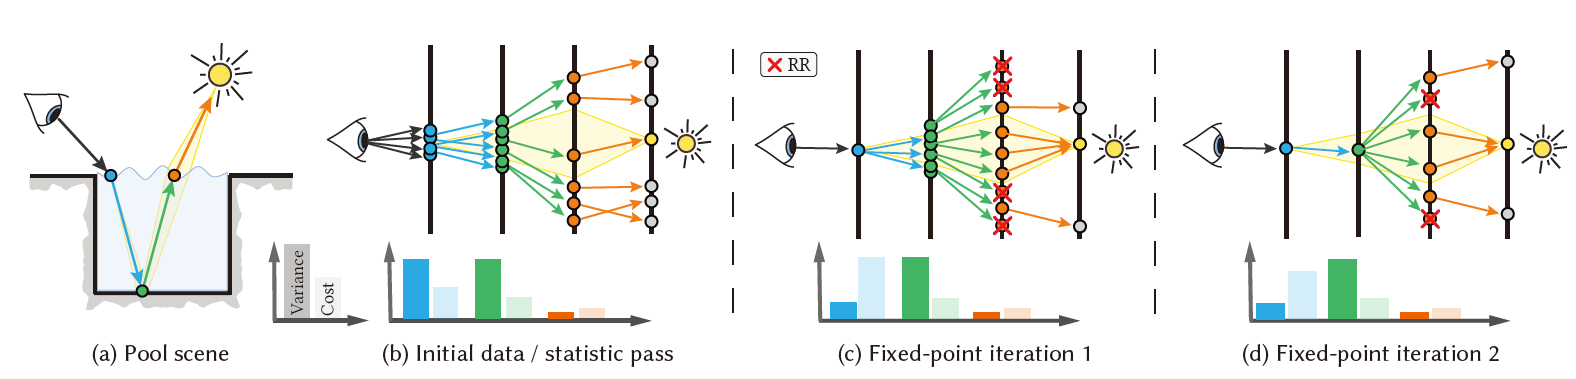 RR
Variance
Cost
(a) Pool scene
(b) Initial data / statistic pass
(c) Fixed-point iteration 1
(d) Fixed-point iteration 2